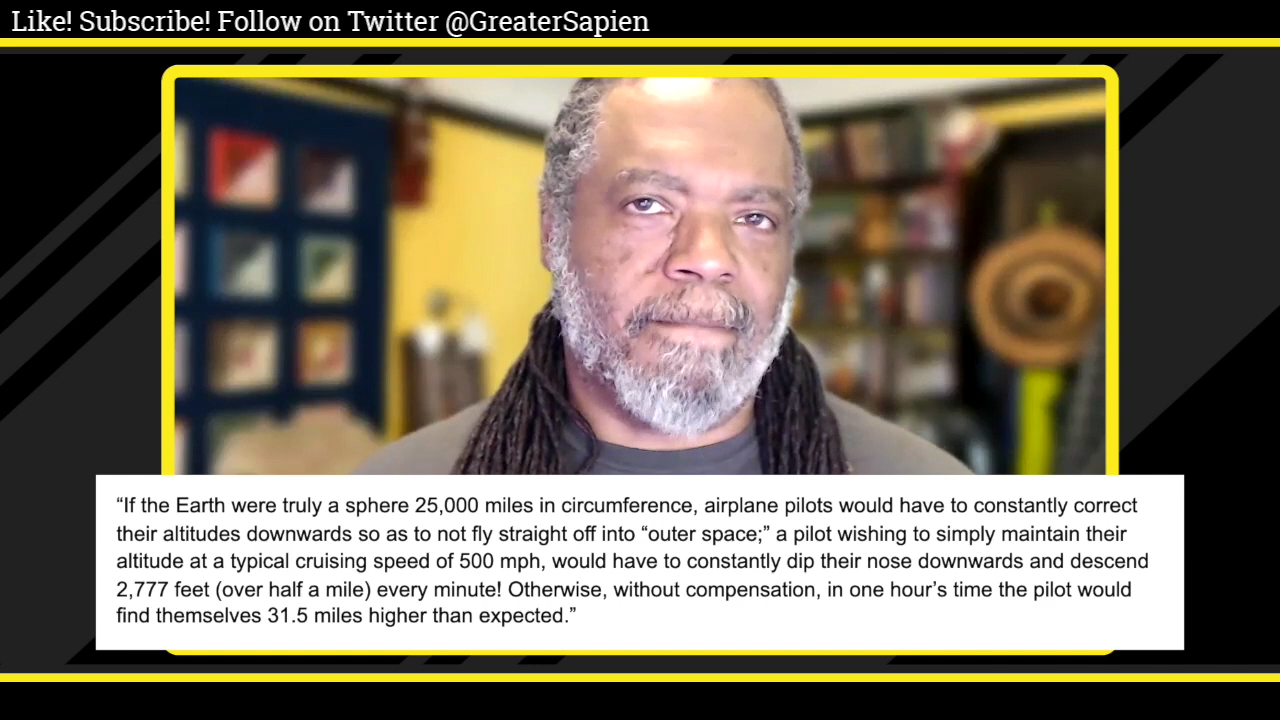 Like! Subscribe! Follow on Twitter @GreaterSapien
“If the Earth were truly a sphere 25,000 miles in circumference, airplane pilots would have to constantly correct
their altitudes downwards so as to not fly straight off into “outer space;” a pilot wishing to simply maintain their
altitude at a typical cruising speed of 500 mph, would have to constantly dip their nose downwards and descend
2,777 feet (over half a mile) every minute! Otherwise, without compensation, in one hour’s time the pilot would
find themselves 31.5 miles higher than expected.”